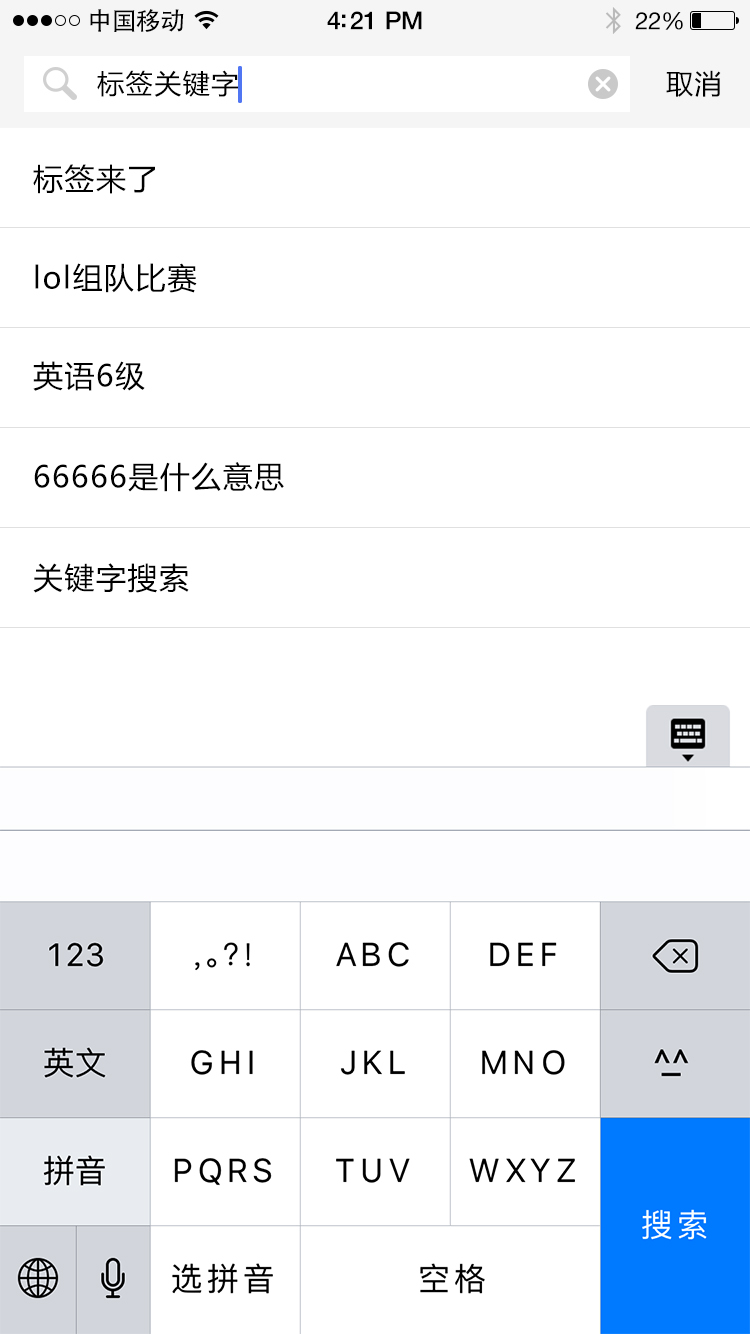 中国移动 4:21 PM 22%
标签关键字 取消
标签来了
lol组队比赛
英语6级
66666是什么意思
关键字搜索
123 ,。?! ABC DEF
英文 GHI JKL MNO ^^
拼音 PQRS TUV WXYZ
搜索
选拼音 空格